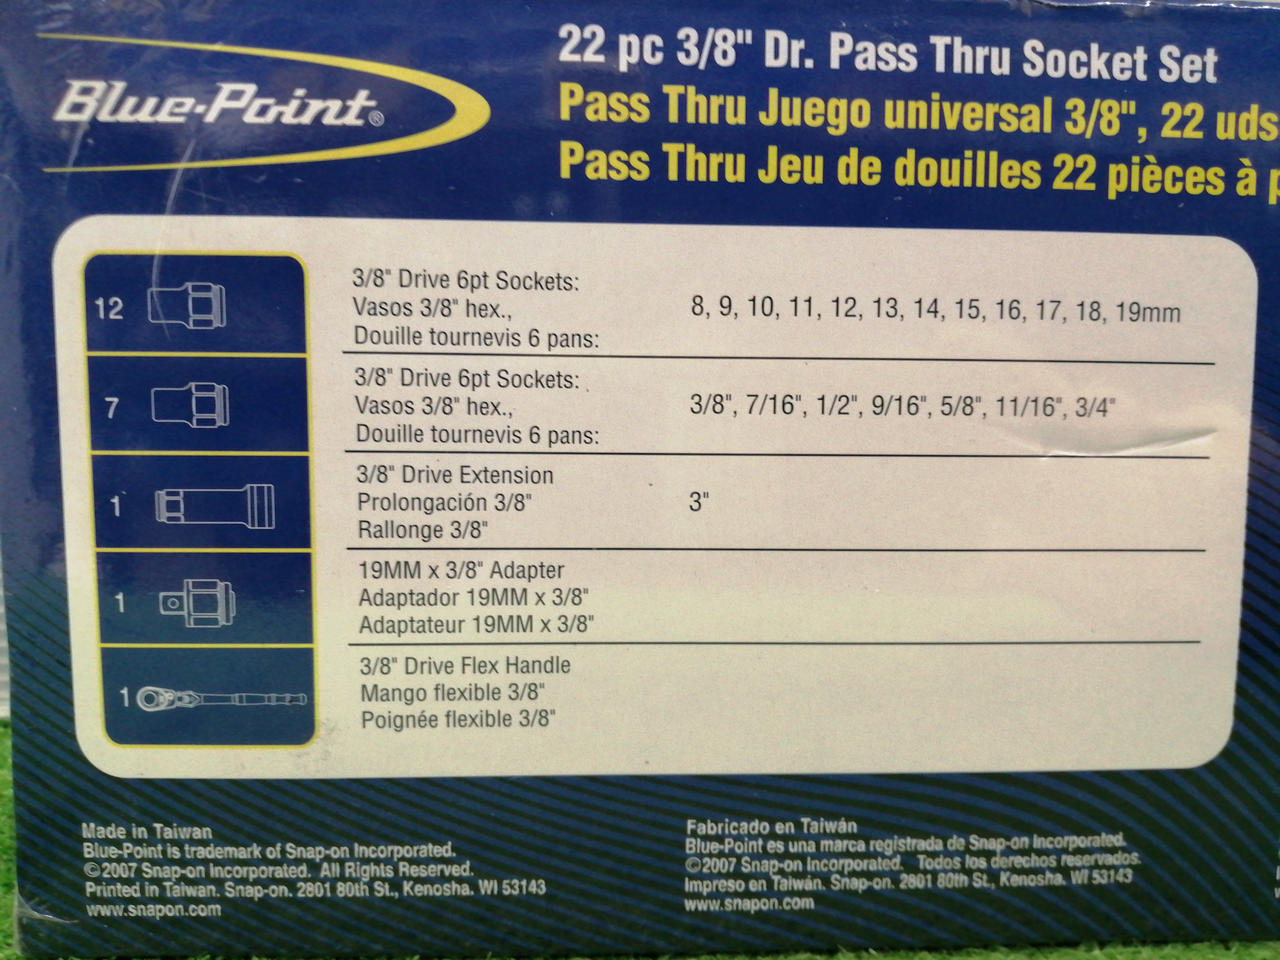 Blue-Point®
22 pc 3/8" Dr. Pass Thru Socket Set
Pass Thru Juego universal 3/8", 22 uds
Pass Thru Jeu de douilles 22 pièces à
12
3/8" Drive 6pt Sockets:
Vasos 3/8" hex.,
Douille tournevis 6 pans:
8, 9, 10, 11, 12, 13, 14, 15, 16, 17, 18, 19mm
7
3/8" Drive 6pt Sockets:
Vasos 3/8" hex.,
Douille tournevis 6 pans:
3/8", 7/16", 1/2", 9/16", 5/8", 11/16", 3/4"
1
3/8" Drive Extension
Prolongación 3/8"
Rallonge 3/8"
3"
1
19MM x 3/8" Adapter
Adaptador 19MM x 3/8"
Adaptateur 19MM x 3/8"
1
3/8" Drive Flex Handle
Mango flexible 3/8"
Poignée flexible 3/8"
Made in Taiwan
Blue-Point is trademark of Snap-on Incorporated.
©2007 Snap-on Incorporated. All Rights Reserved.
Printed in Taiwan. Snap-on. 2801 80th St., Kenosha. WI 53143
www.snapon.com
Fabricado en Taiwán
Blue-Point es una marca registrada de Snap-on Incorporated.
©2007 Snap-on Incorporated. Todos los derechos reservados.
Impreso en Taiwán. Snap-on. 2801 80th St., Kenosha. WI 53143
www.snapon.com